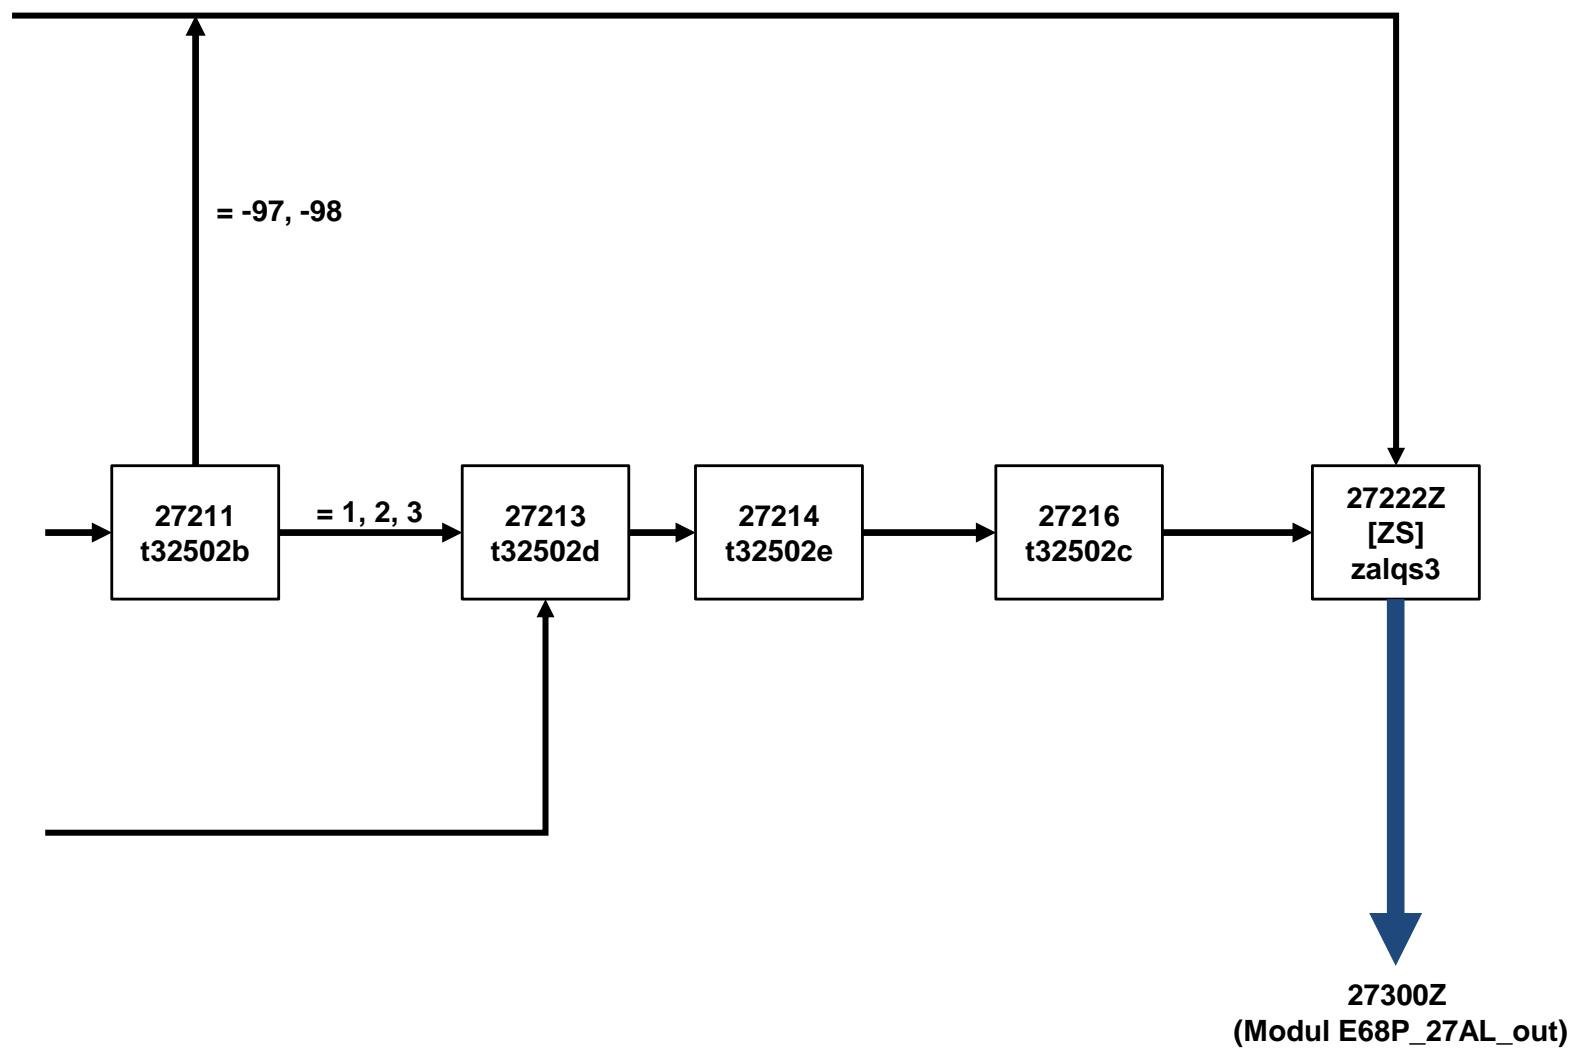 = -97, -98
27211
t32502b
= 1, 2, 3
27213
t32502d
27214
t32502e
27216
t32502c
27222Z
[ZS]
zalqs3
27300Z
(Modul E68P_27AL_out)